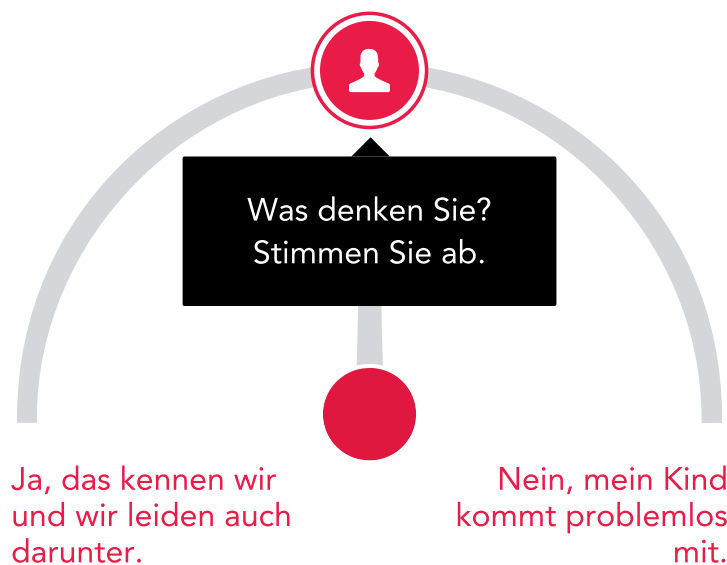 Was denken Sie?
Stimmen Sie ab.
Ja, das kennen wir
und wir leiden auch
darunter.
Nein, mein Kind
kommt problemlos
mit.